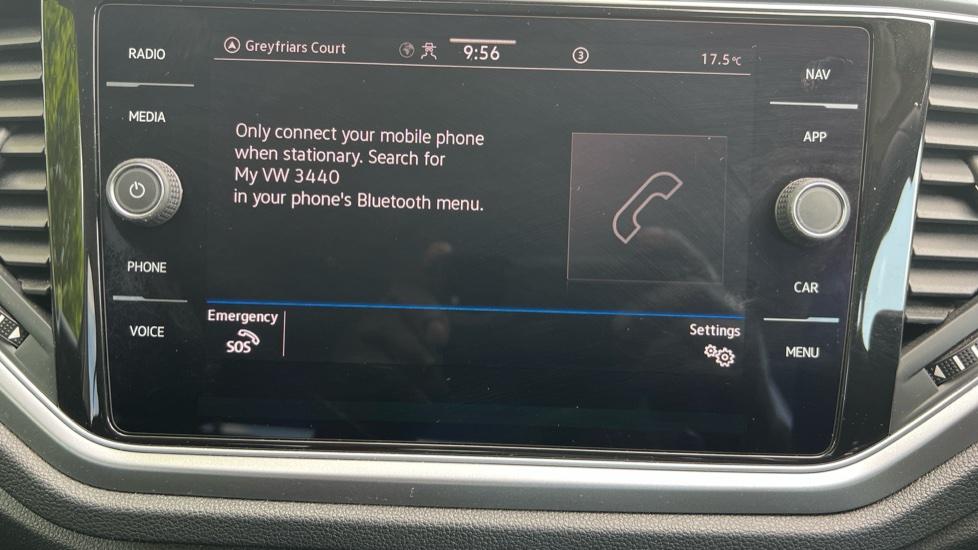 RADIO
MEDIA
PHONE
VOICE
Greyfriars Court
9:56
3
17.5°C
Only connect your mobile phone
when stationary. Search for
My VW 3440
in your phone's Bluetooth menu.
Emergency
SOS
Settings
NAV
APP
CAR
MENU